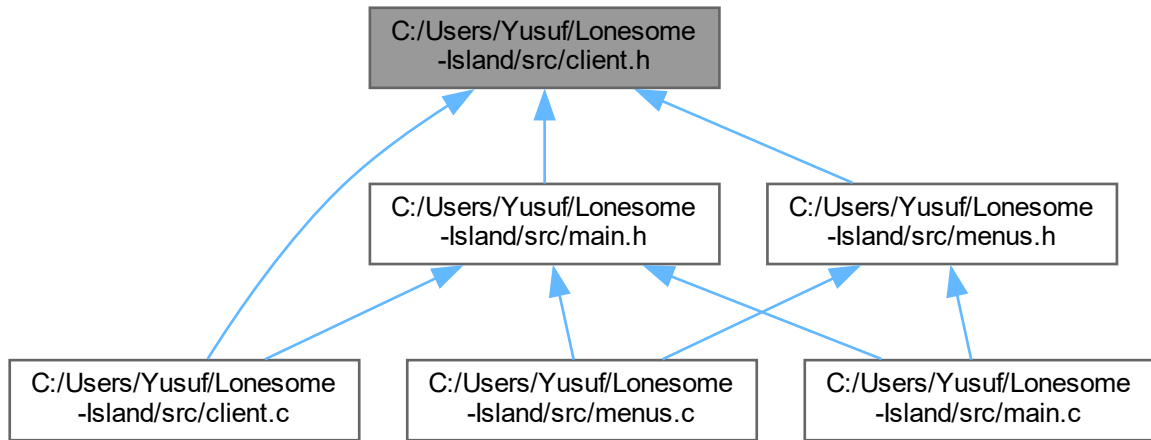 C:/Users/Yusuf/Lonesome
-Island/src/client.h
C:/Users/Yusuf/Lonesome
-Island/src/main.h
C:/Users/Yusuf/Lonesome
-Island/src/menus.h
C:/Users/Yusuf/Lonesome
-Island/src/client.c
C:/Users/Yusuf/Lonesome
-Island/src/menus.c
C:/Users/Yusuf/Lonesome
-Island/src/main.c